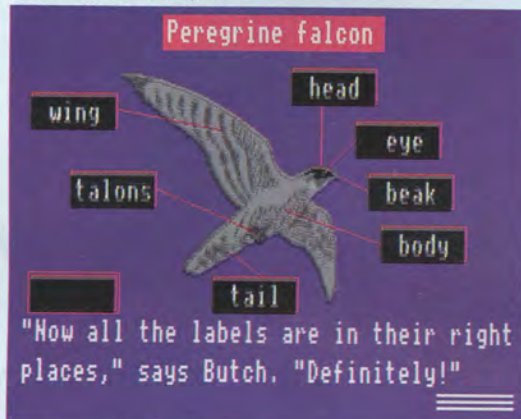 Peregrine falcon
head
wing
eye
talons
beak
body
tail
"Now all the labels are in their right
places," says Butch. "Definitely!"